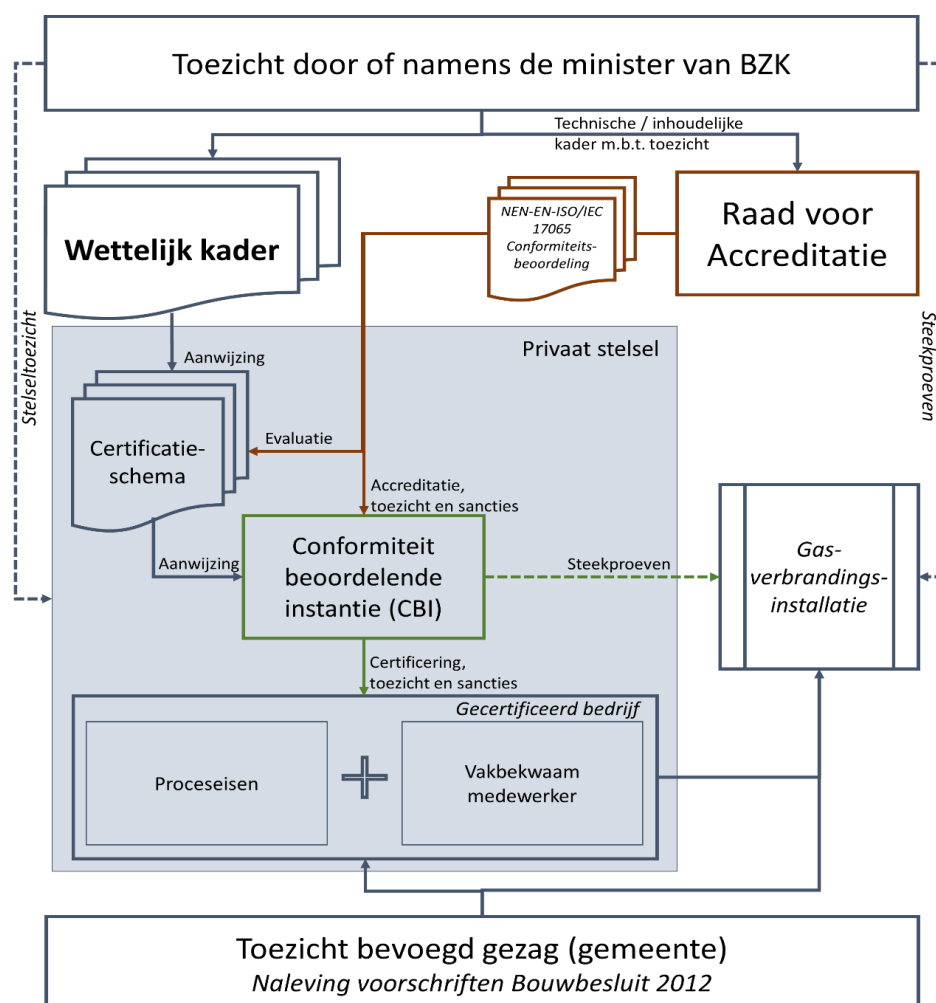 Toezicht door of namens de minister van BZK
Technische / inhoudelijke
kader m.b.t. toezicht
Wettelijk kader
NEN-EN-ISO/IEC
17065
Conformiteits-
beoordeling
Raad voor
Accreditatie
Stelseltoezicht
Steekproeven
Privaat stelsel
Aanwijzing
Certificatie-
schema
Evaluatie
Accreditatie,
toezicht en sancties
Aanwijzing
Conformiteit
beoordelende
instantie (CBI)
Steekproeven
Gas-
verbrandings-
installatie
Certificering,
toezicht en sancties
Gecertificeerd bedrijf
Proceseisen
Vakbekwaam
medewerker
Toezicht bevoegd gezag (gemeente)
Naleving voorschriften Bouwbesluit 2012